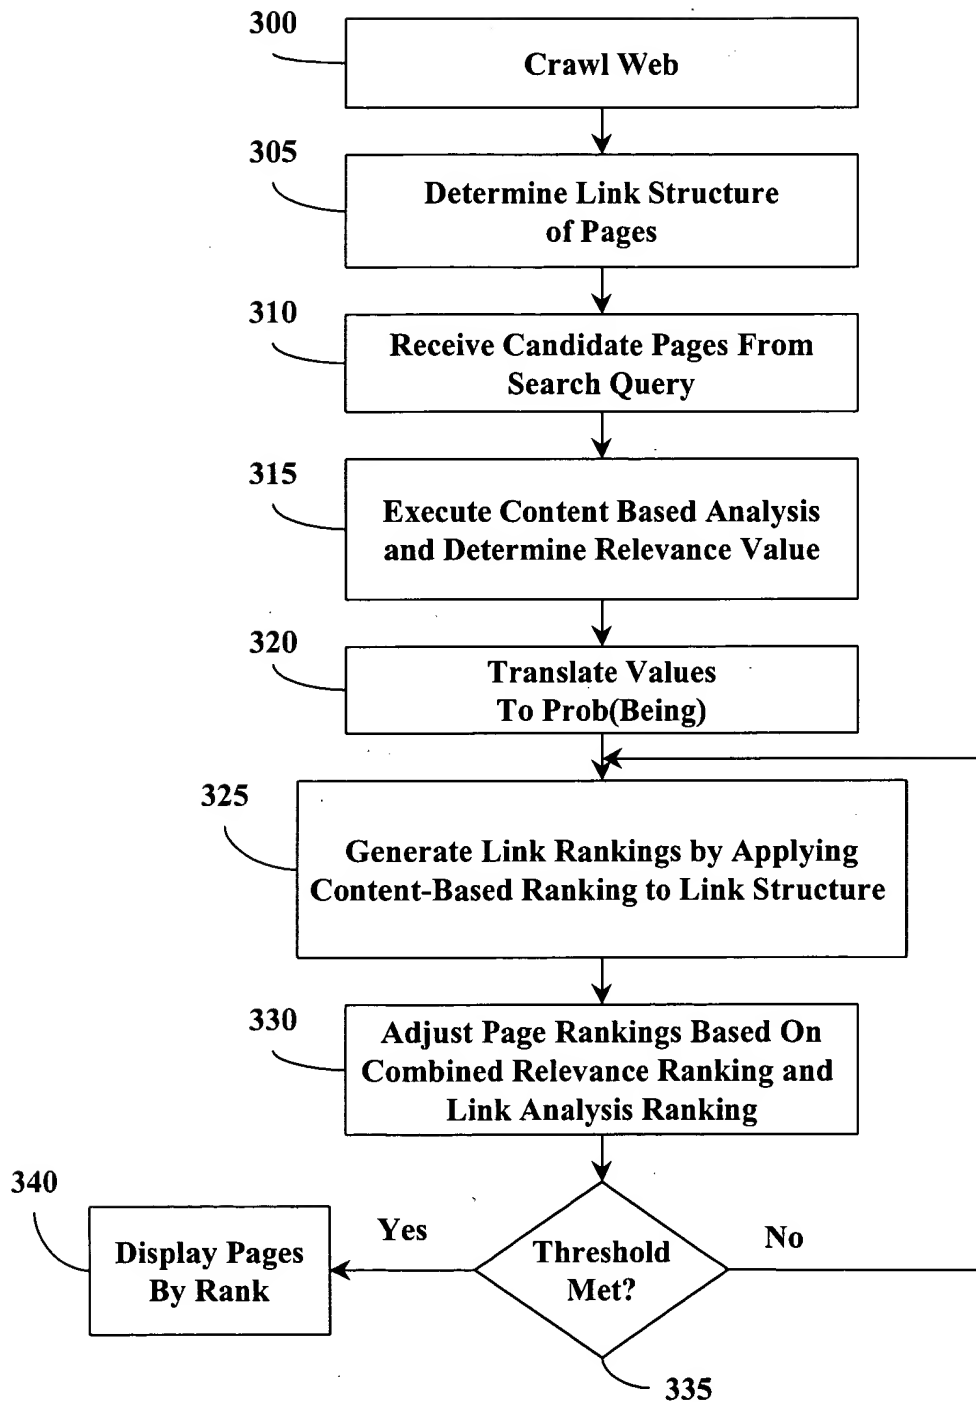 300
Crawl Web
305
Determine Link Structure
of Pages
310
Receive Candidate Pages From
Search Query
315
Execute Content Based Analysis
and Determine Relevance Value
320
Translate Values
To Prob(Being)
325
Generate Link Rankings by Applying
Content-Based Ranking to Link Structure
330
Adjust Page Rankings Based On
Combined Relevance Ranking and
Link Analysis Ranking
340
Display Pages
By Rank
Yes
Threshold
Met?
No
335